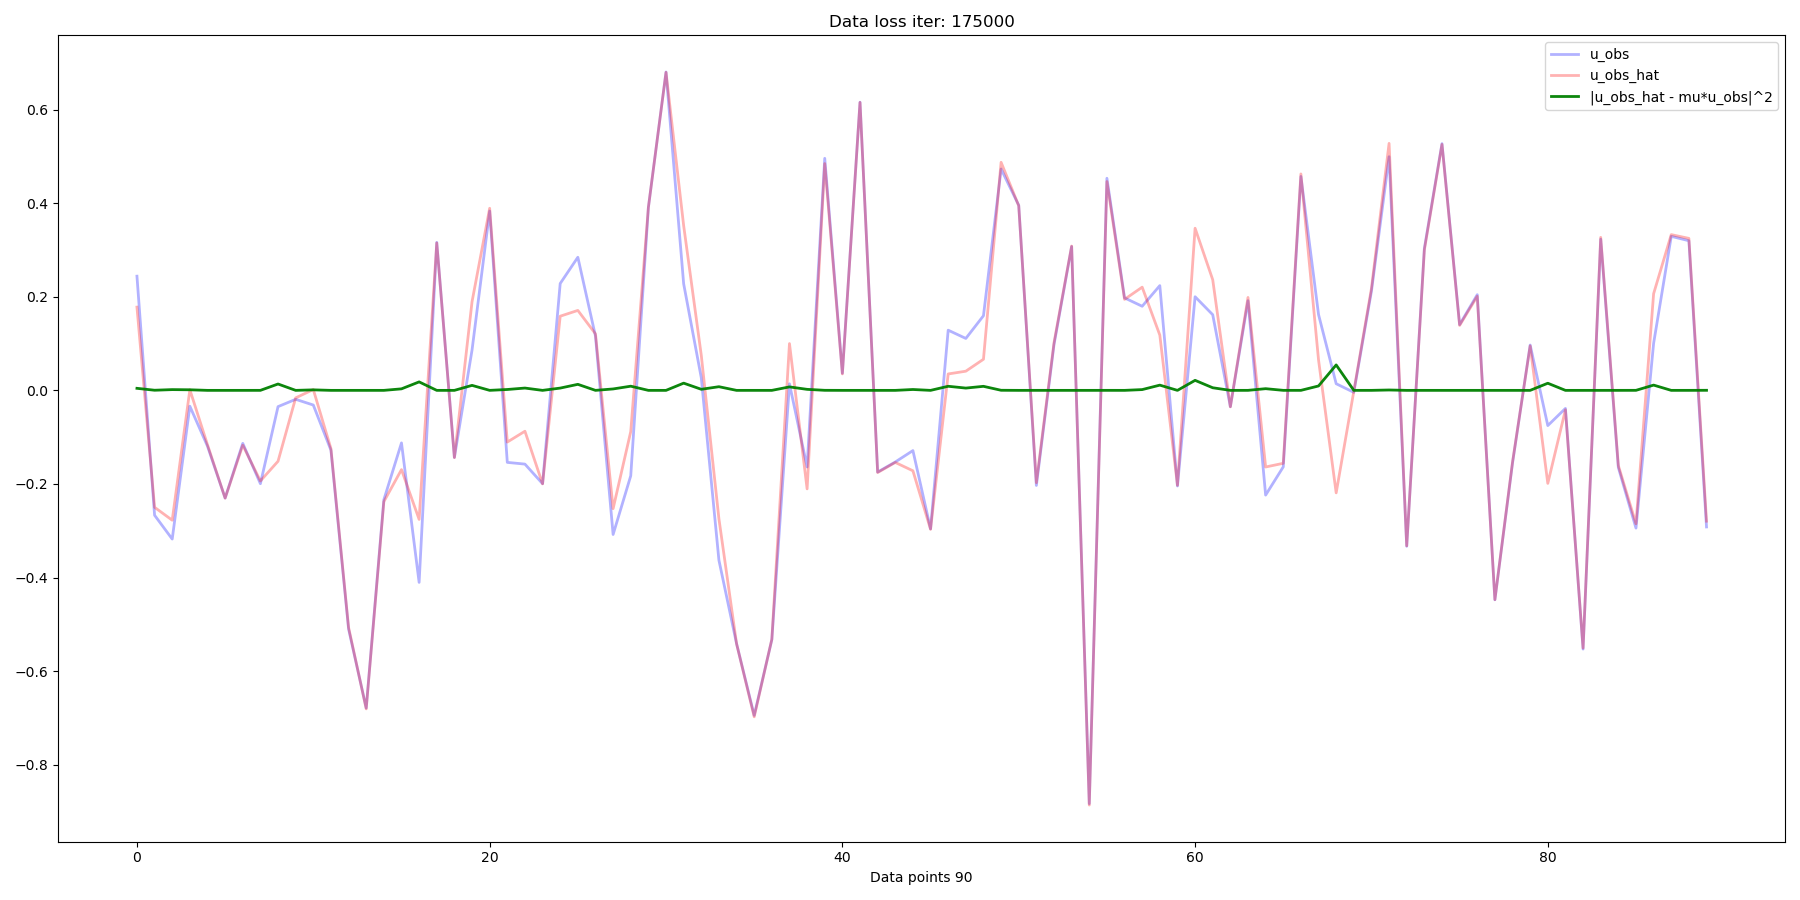 Data loss iter: 175000
u_obs
u_obs_hat
|u_obs_hat - mu*u_obs|^2
0.6
0.4
0.2
0.0
−0.2
−0.4
−0.6
−0.8
0 20 40 60 80
Data points 90